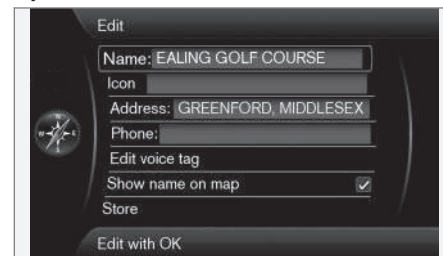 Edit
Name: EALING GOLF COURSE
Icon
Address: GREENFORD, MIDDLESEX
Phone:
Edit voice tag
Show name on map
Store
Edit with OK